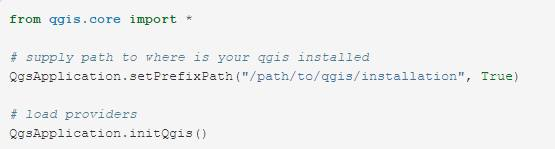 from qgis.core import *
# supply path to where is your qgis installed
QgsApplication.setPrefixPath("/path/to/qgis/installation", True)
# load providers
QgsApplication.initQgis()